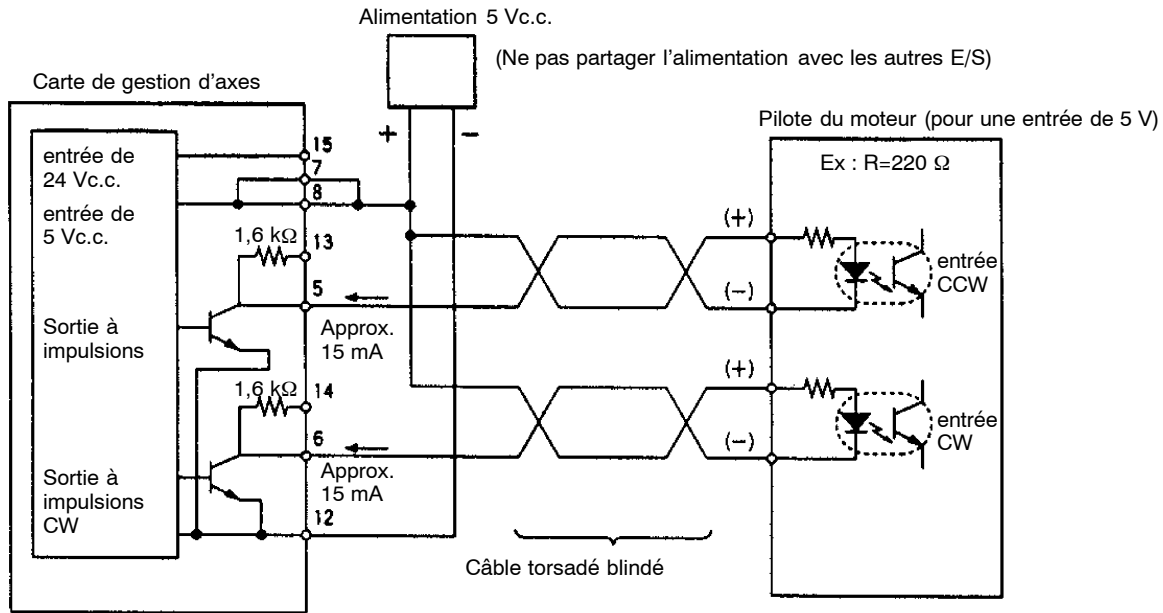 Alimentation 5 Vc.c.
(Ne pas partager l'alimentation avec les autres E/S)
Carte de gestion d'axes
+
−
Pilote du moteur (pour une entrée de 5 V)
Ex : R=220 Ω
entrée de
24 Vc.c.
15
7
8
entrée de
5 Vc.c.
1,6 kΩ
13
5
(+)
(−)
entrée
CCW
Sortie à
impulsions
Approx.
15 mA
1,6 kΩ
14
6
(+)
(−)
entrée
CW
Sortie à
impulsions
CW
Approx.
15 mA
12
Câble torsadé blindé